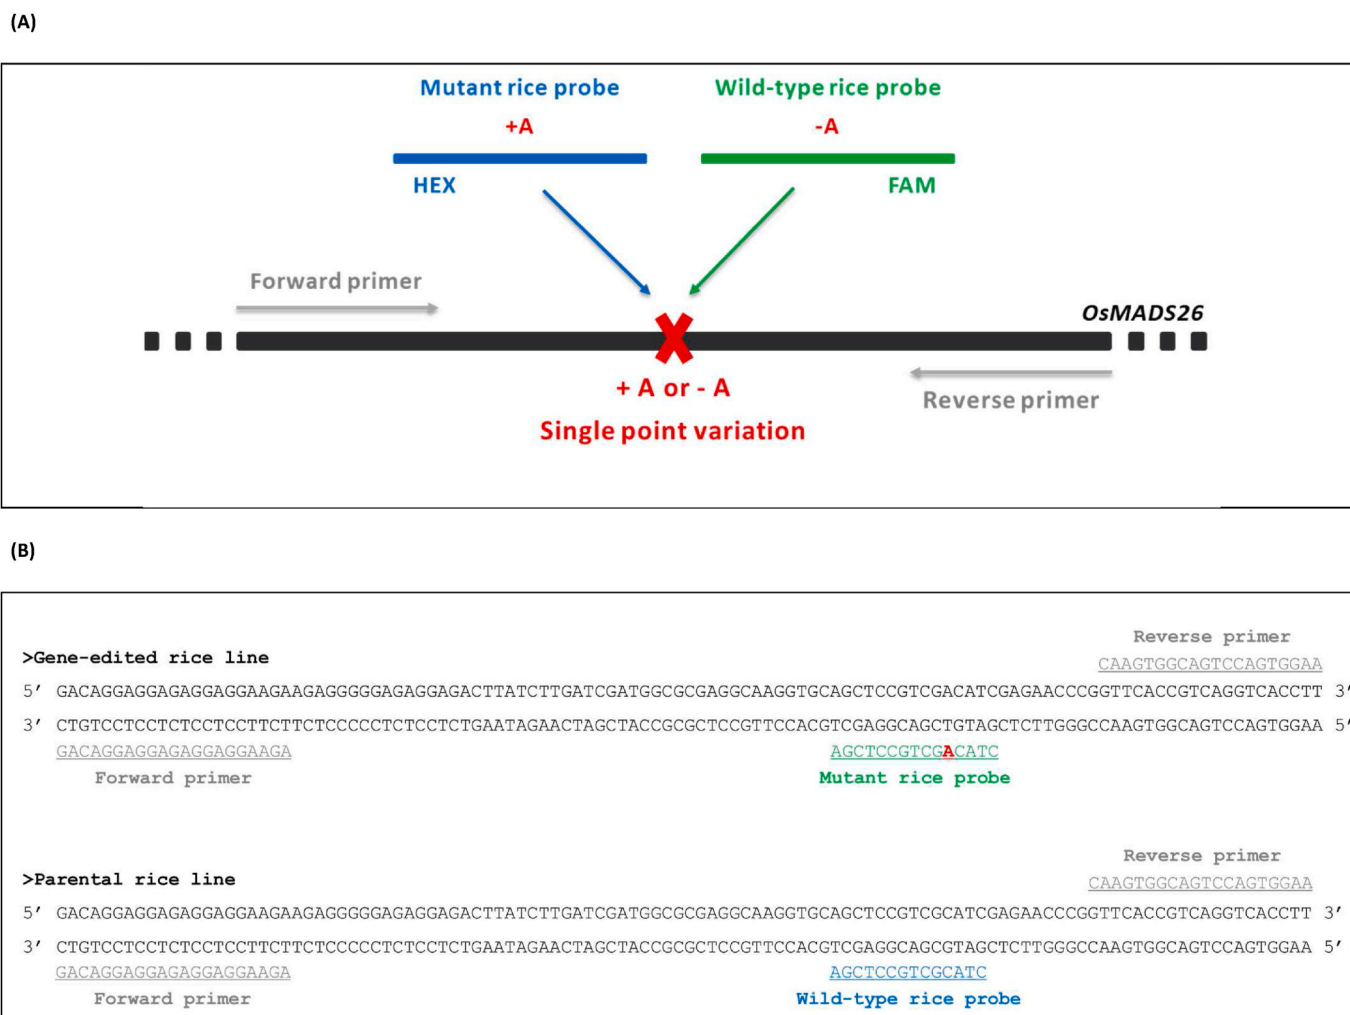 (A)
Mutant rice probe
Wild-type rice probe
+A
-A
HEX
FAM
Forward primer
OsMADS26
+ A or - A
Reverse primer
Single point variation
(B)
Reverse primer
>Gene-edited rice line
CAAGTGGCAGTCCAGTGGAA
5’ GACAGGAGGAGAGGAGGAAGAAGAGGGGGAGAGGAGACTTATCTTGATCGATGGCGCGAGGCAAGGTGCAGCTCCGTCGACATCGAGAACCCGGTTCACCGTCAGGTCACCTT 3’
3’ CTGTCCTCCTCTCCTCCTTCTTCTCCCCCTCTCCTCTGAATAGAACTAGCTACCGCGCTCCGTTCCACGTCGAGGCAGCTGTAGCTCTTGGGCCAAGTGGCAGTCCAGTGGAA 5’
GACAGGAGGAGAGGAGGAAGA
AGCTCCGTCGACATC
Forward primer
Mutant rice probe
Reverse primer
>Parental rice line
CAAGTGGCAGTCCAGTGGAA
5’ GACAGGAGGAGAGGAGGAAGAAGAGGGGGAGAGGAGACTTATCTTGATCGATGGCGCGAGGCAAGGTGCAGCTCCGTCGCATCGAGAACCCGGTTCACCGTCAGGTCACCTT 3’
3’ CTGTCCTCCTCTCCTCCTTCTTCTCCCCCTCTCCTCTGAATAGAACTAGCTACCGCGCTCCGTTCCACGTCGAGGCAGCGTAGCTCTTGGGCCAAGTGGCAGTCCAGTGGAA 5’
GACAGGAGGAGAGGAGGAAGA
AGCTCCGTCGCATC
Forward primer
Wild-type rice probe